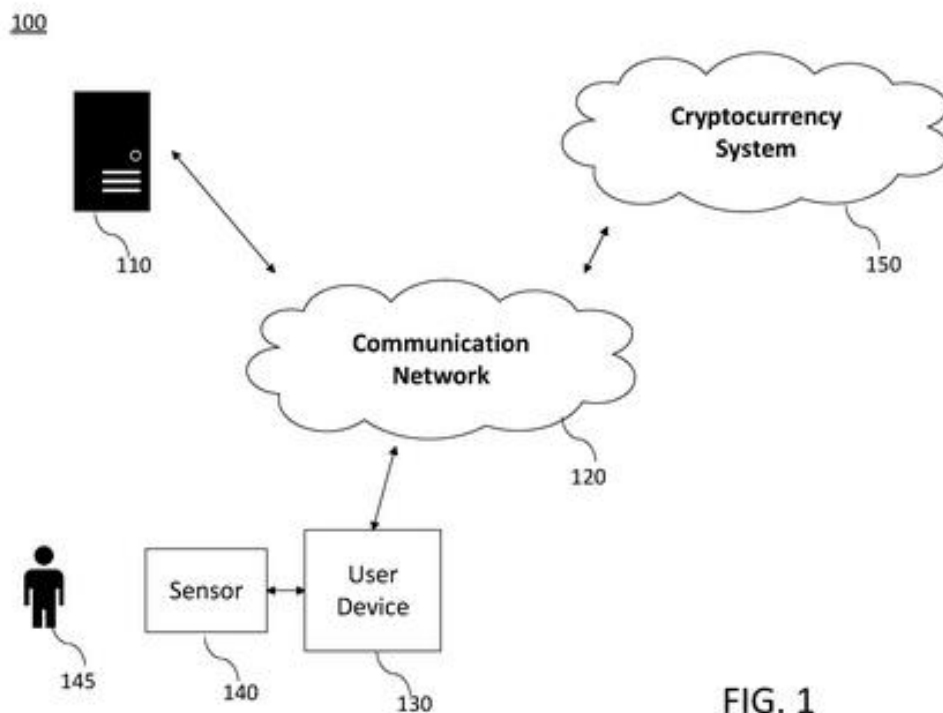 100
Cryptocurrency
System
110
150
Communication
Network
120
Sensor
User
Device
145
140
130
FIG. 1